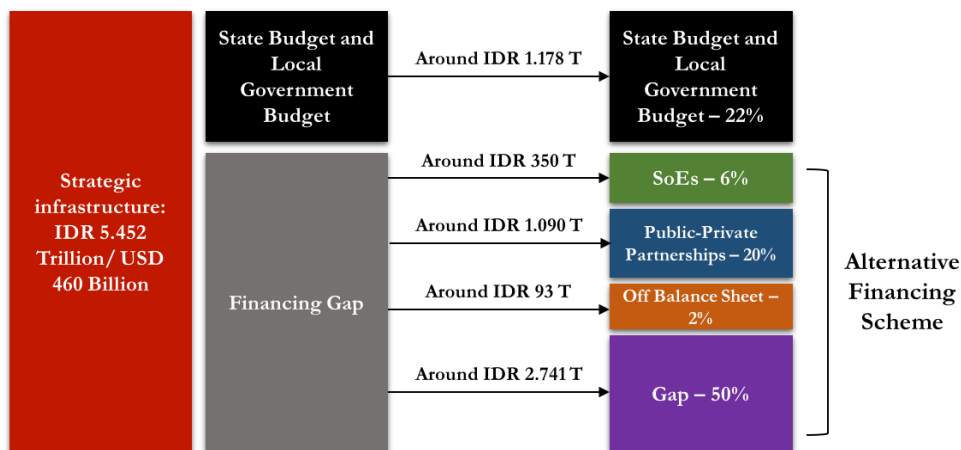 Strategic
infrastructure:
IDR 5.452
Trillion/ USD
460 Billion
State Budget and
Local
Government
Budget
Financing Gap
Around IDR 1.178 T
Around IDR 350 T
Around IDR 1.090 T
Around IDR 93 T
Around IDR 2.741 T
State Budget and
Local
Government
Budget – 22%
SoEs – 6%
Public-Private
Partnerships – 20%
Off Balance Sheet –
2%
Gap – 50%
Alternative
Financing
Scheme